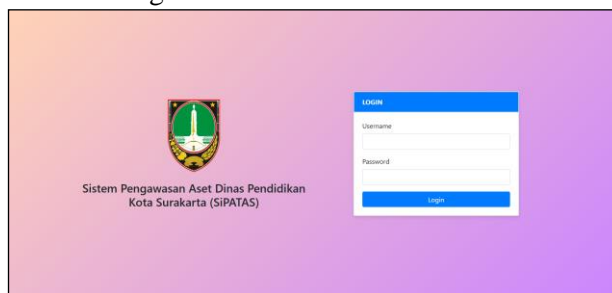 Sistem Pengawasan Aset Dinas Pendidikan
Kota Surakarta (SiPATAS)
LOGIN
Username
Password
Login